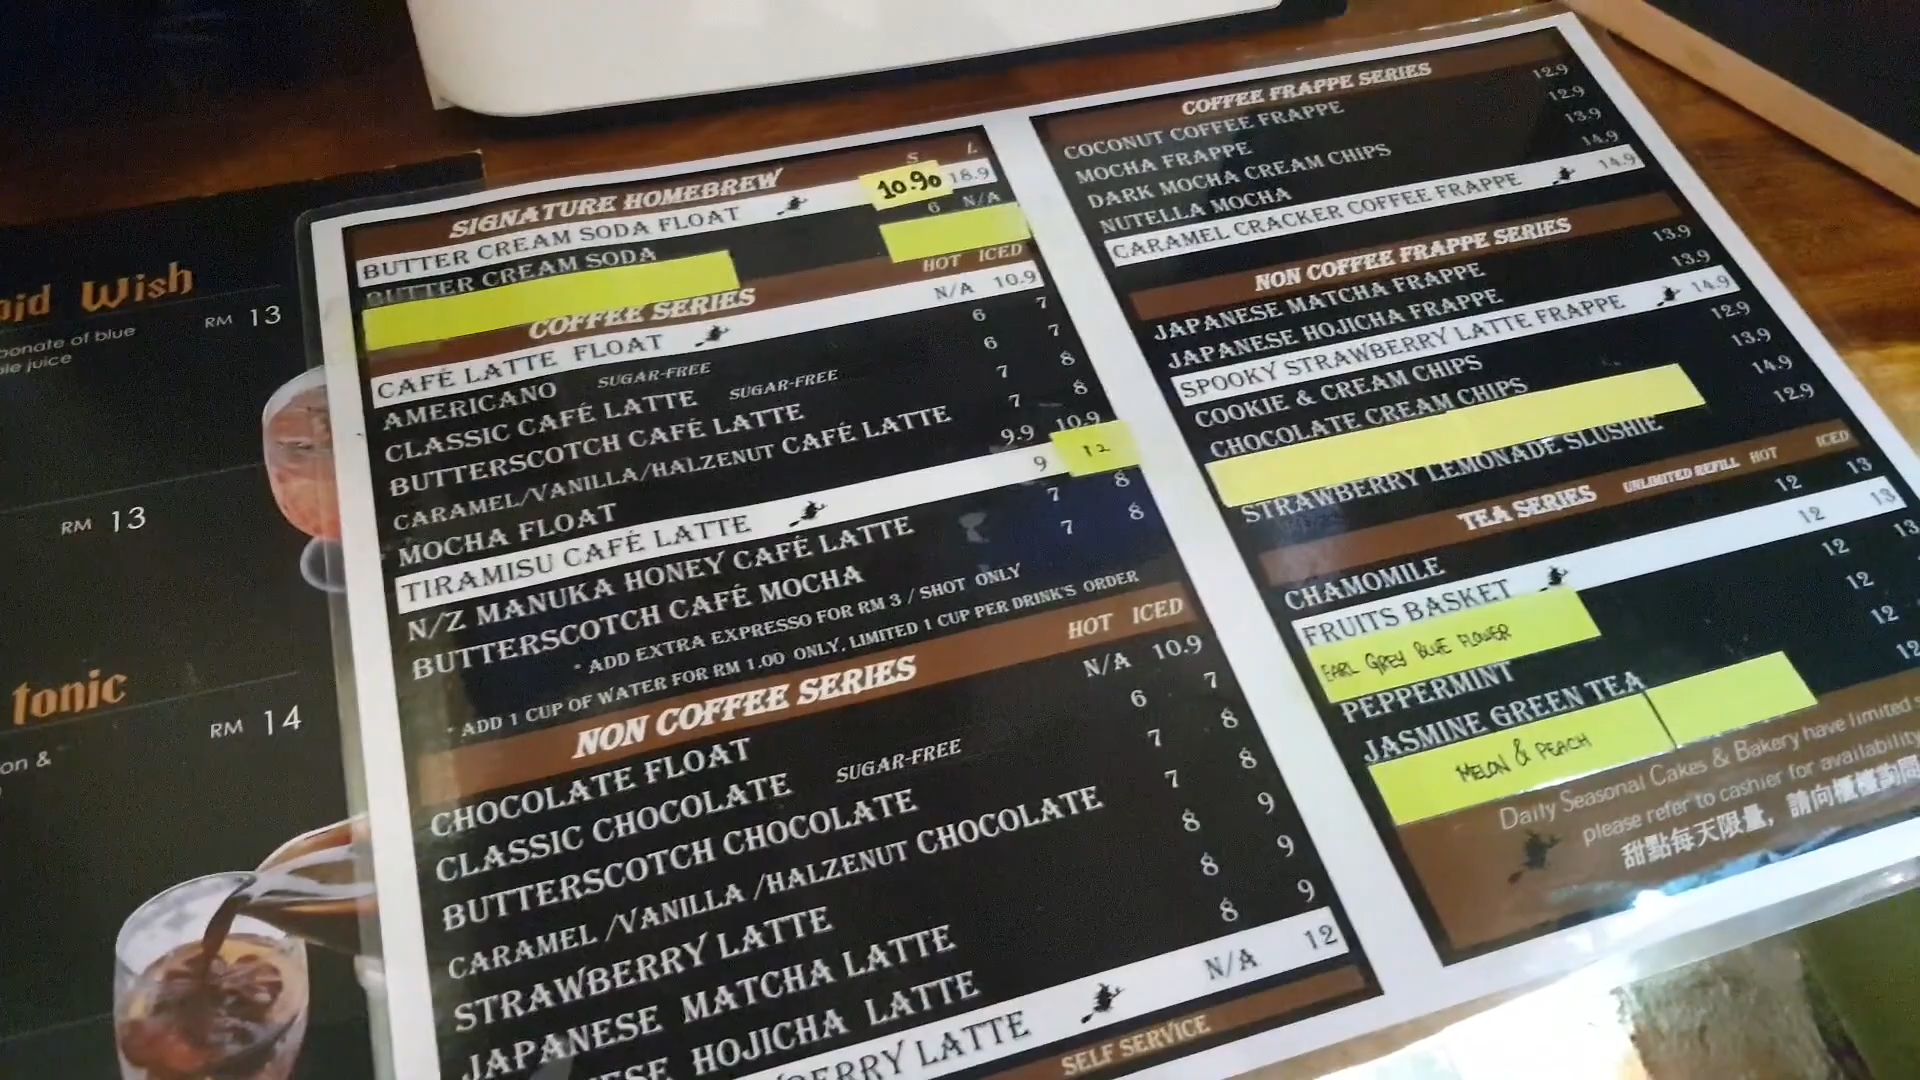 aid Wish
RM 13
bonate of blue
ple juice
RM 13
tonic
RM 14
on &
SIGNATURE HOMEBREW S L
BUTTER CREAM SODA FLOAT 10.90 18.9
BUTTER CREAM SODA 6 N/A
COFFEE SERIES HOT ICED
CAFÉ LATTE FLOAT N/A 10.9
AMERICANO SUGAR-FREE 6 7
CLASSIC CAFÉ LATTE SUGAR-FREE 6 7
BUTTERSCOTCH CAFÉ LATTE 7 8
CARAMEL/VANILLA/HALZENUT CAFÉ LATTE 7 8
MOCHA FLOAT 9.9 10.9
TIRAMISU CAFÉ LATTE 9 12
N/Z MANUKA HONEY CAFÉ LATTE 7 8
BUTTERSCOTCH CAFÉ MOCHA 7 8
* ADD EXTRA EXPRESSO FOR RM 3 / SHOT ONLY
* ADD 1 CUP OF WATER FOR RM 1.00 ONLY. LIMITED 1 CUP PER DRINK'S ORDER
NON COFFEE SERIES HOT ICED
CHOCOLATE FLOAT N/A 10.9
CLASSIC CHOCOLATE SUGAR-FREE 6 7
BUTTERSCOTCH CHOCOLATE 7 8
CARAMEL /VANILLA /HALZENUT CHOCOLATE 7 8
STRAWBERRY LATTE 8 9
JAPANESE MATCHA LATTE 8 9
ESE HOJICHA LATTE 8 9
BERRY LATTE N/A 12
SELF SERVICE
COFFEE FRAPPE SERIES
COCONUT COFFEE FRAPPE 12.9
MOCHA FRAPPE 12.9
DARK MOCHA CREAM CHIPS 13.9
NUTELLA MOCHA 14.9
CARAMEL CRACKER COFFEE FRAPPE 14.9
NON COFFEE FRAPPE SERIES
JAPANESE MATCHA FRAPPE 13.9
JAPANESE HOJICHA FRAPPE 13.9
SPOOKY STRAWBERRY LATTE FRAPPE 14.9
COOKIE & CREAM CHIPS 12.9
CHOCOLATE CREAM CHIPS 13.9
14.9
STRAWBERRY LEMONADE SLUSHIE 12.9
TEA SERIES UNLIMITED REFILL HOT ICED
CHAMOMILE 12 13
FRUITS BASKET 12 13
EARL GREY BLUE FLOWER 12 13
PEPPERMINT 12
JASMINE GREEN TEA 12
MELON & PEACH 12
Daily Seasonal Cakes & Bakery have limited
please refer to cashier for availability
甜點每天限量，請向櫃檯詢問